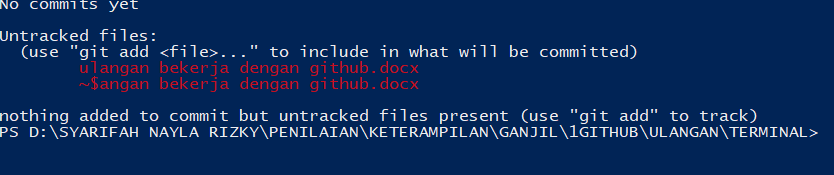 No commits yet
Untracked files:
(use "git add <file>..." to include in what will be committed)
ulangan bekerja dengan github.docx
~$angan bekerja dengan github.docx
nothing added to commit but untracked files present (use "git add" to track)
PS D:\SYARIFAH NAYLA RIZKY\PENILAIAN\KETERAMPILAN\GANJIL\1GITHUB\ULANGAN\TERMINAL>